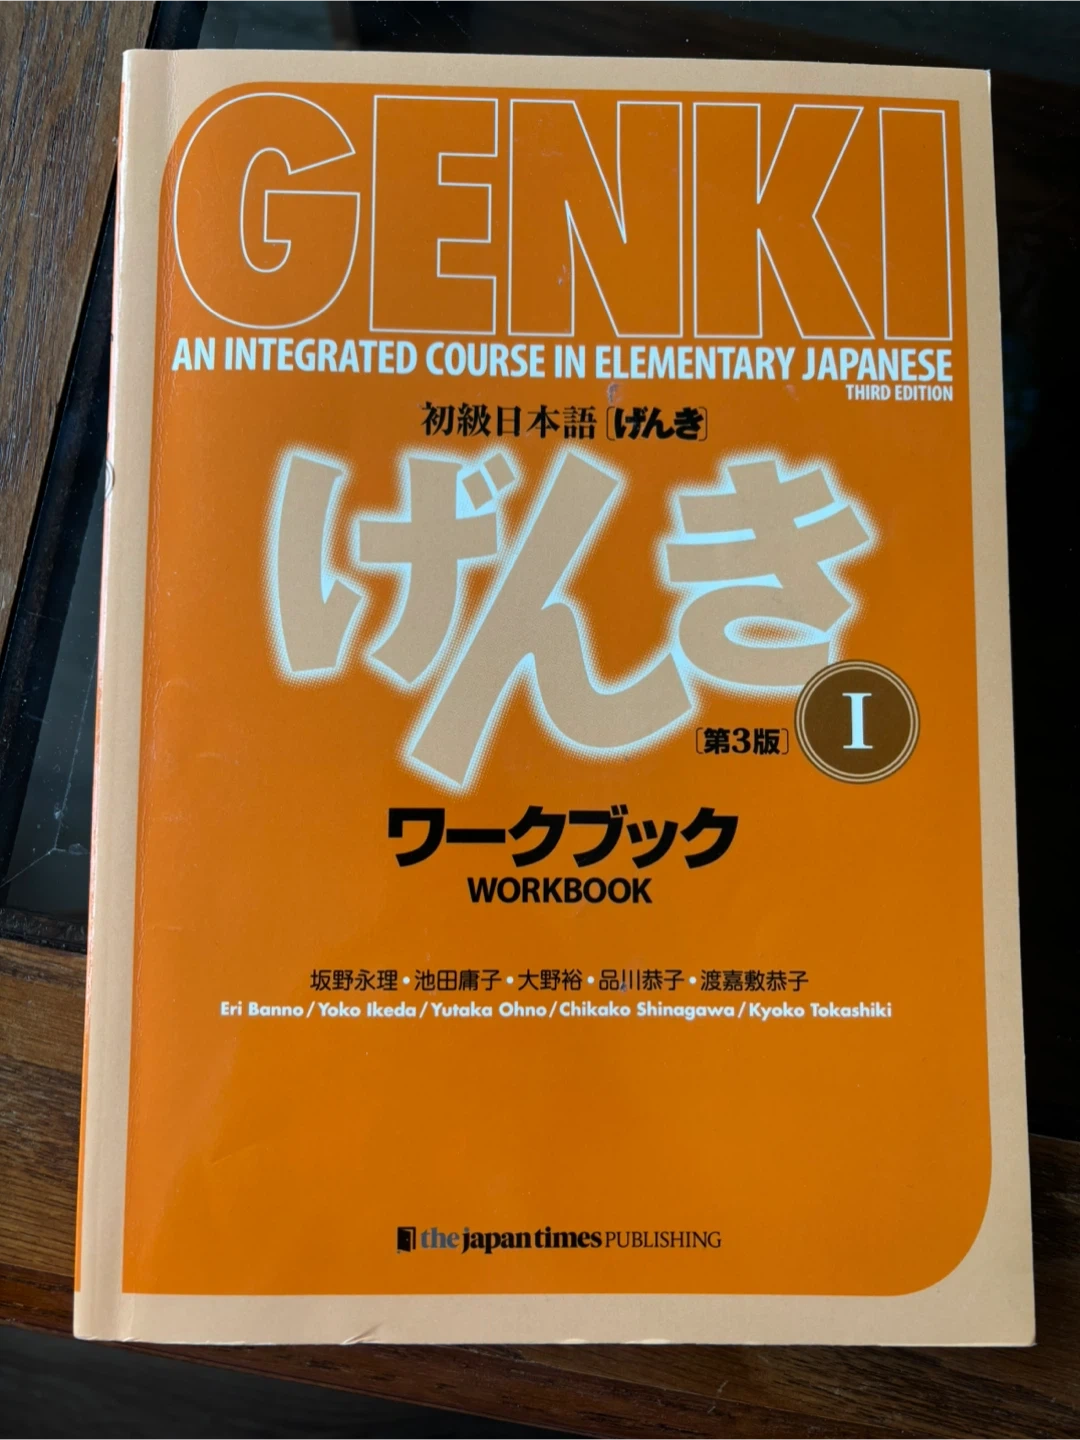 GENKI
AN INTEGRATED COURSE IN ELEMENTARY JAPANESE
THIRD EDITION
初級日本語［げんき］
げんき
I
［第3版］
ワークブック
WORKBOOK
坂野永理・池田庸子・大野裕・品川恭子・渡嘉敷恭子
Eri Banno/Yoko Ikeda/Yutaka Ohno/Chikako Shinagawa/Kyoko Tokashiki
the japan times PUBLISHING